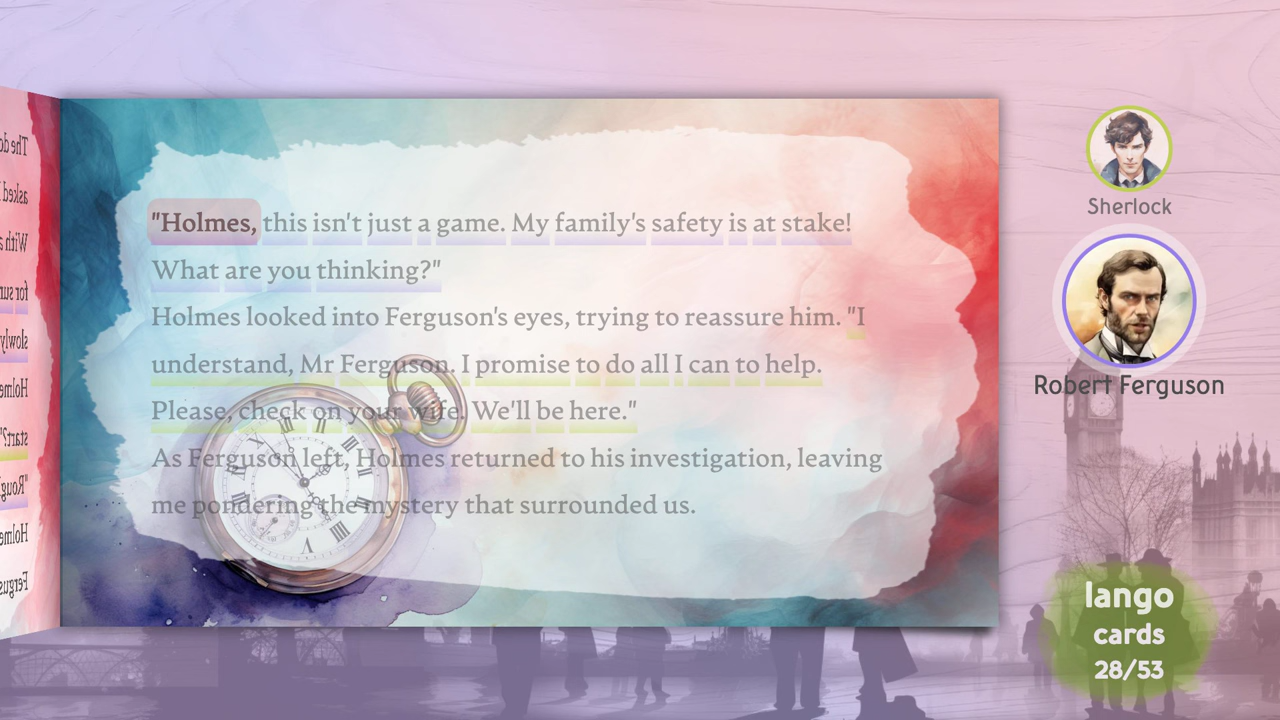 "Holmes, this isn't just a game. My family's safety is at stake!
What are you thinking?"
Holmes looked into Ferguson's eyes, trying to reassure him. "I
understand, Mr Ferguson. I promise to do all I can to help.
Please, check on your wife. We'll be here."
As Ferguson left, Holmes returned to his investigation, leaving
me pondering the mystery that surrounded us.
Sherlock
Robert Ferguson
lango
cards
28/53